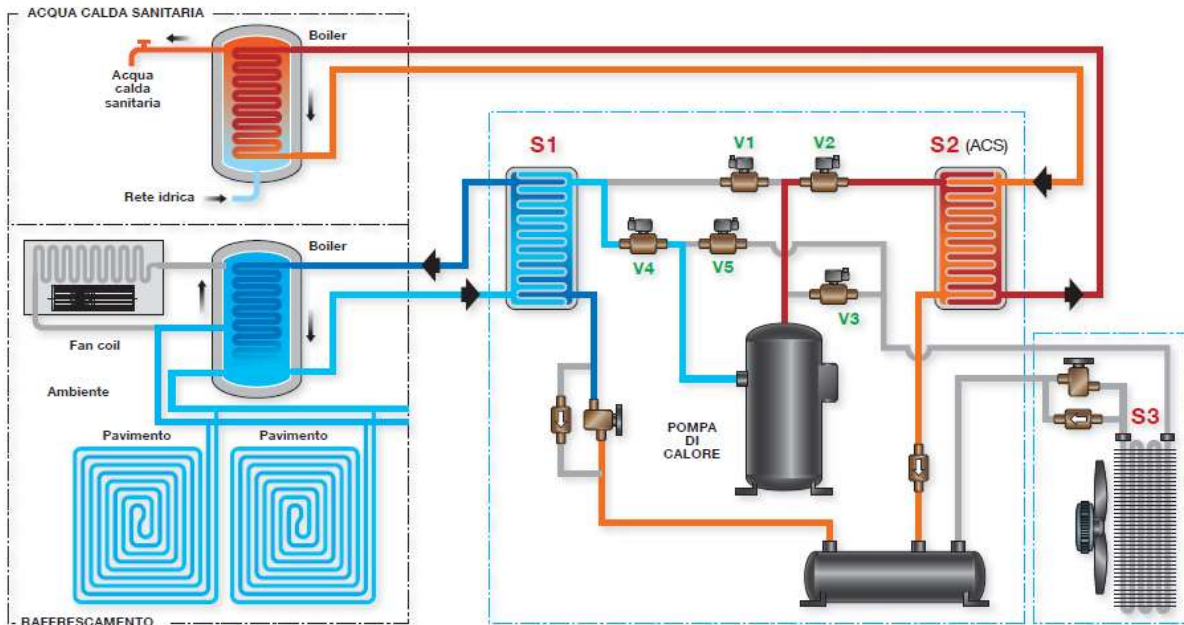 ACQUA CALDA SANITARIA
Boiler
Acqua
calda
sanitaria
Rete idrica
Boiler
Fan coil
Ambiente
Pavimento
Pavimento
RAFFRESCAMENTO
S1
V1
V2
S2 (ACS)
V4
V5
V3
POMPA
DI
CALORE
S3